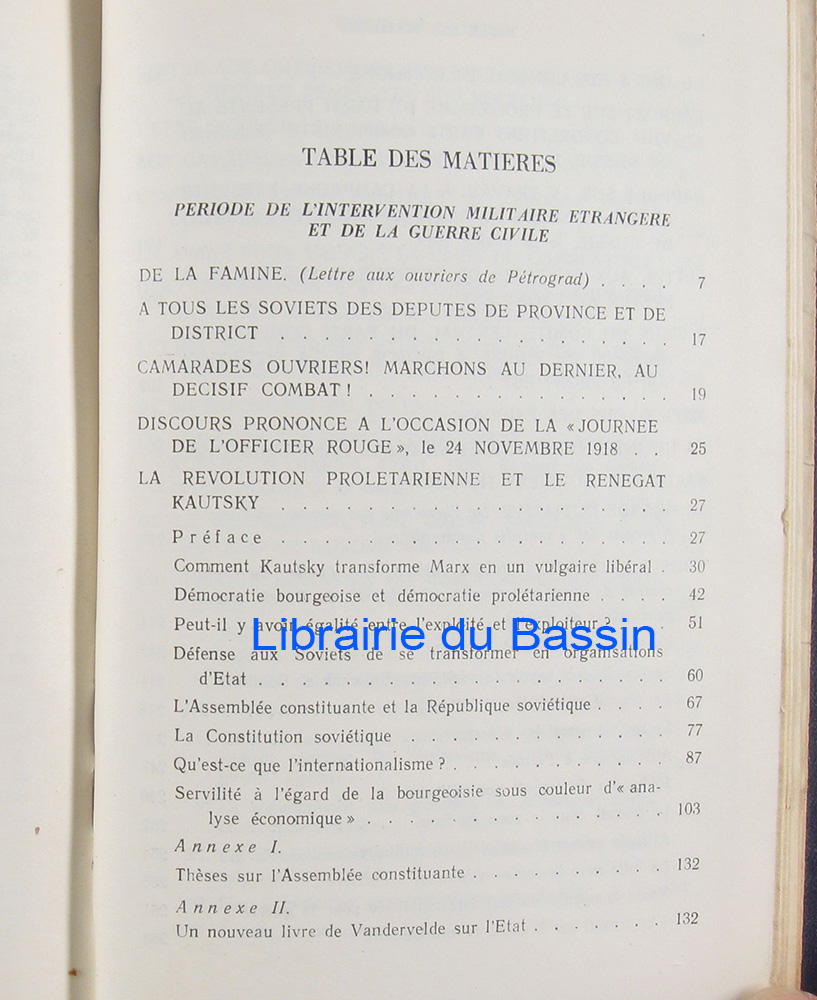 TABLE DES MATIERES
PERIODE DE L'INTERVENTION MILITAIRE ETRANGERE
ET DE LA GUERRE CIVILE
DE LA FAMINE. (Lettre aux ouvriers de Pétrograd) . . . . 7
A TOUS LES SOVIETS DES DEPUTES DE PROVINCE ET DE
DISTRICT . . . . . . . . . . . . . . . . . . . 17
CAMARADES OUVRIERS! MARCHONS AU DERNIER, AU
DECISIF COMBAT! . . . . . . . . . . . . . . . 19
DISCOURS PRONONCE A L'OCCASION DE LA «JOURNEE
DE L'OFFICIER ROUGE», le 24 NOVEMBRE 1918 . . 25
LA REVOLUTION PROLETARIENNE ET LE RENEGAT
KAUTSKY . . . . . . . . . . . . . . . . . . . 27
Préface . . . . . . . . . . . . . . . . . . . 27
Comment Kautsky transforme Marx en un vulgaire libéral . 30
Démocratie bourgeoise et démocratie prolétarienne . . . . 42
Peut-il y avoir égalité entre l'exploité et l'exploiteur? . . . 51
Librairie du Bassin
Défense aux Soviets de se transformer en organisations
d'Etat . . . . . . . . . . . . . . . . . . . . 60
L'Assemblée constituante et la République soviétique . . . . 67
La Constitution soviétique . . . . . . . . . . . . . 77
Qu'est-ce que l'internationalisme? . . . . . . . . . . . 87
Servilité à l'égard de la bourgeoisie sous couleur d'«ana-
lyse économique» . . . . . . . . . . . . . . . 103
Annexe I.
Thèses sur l'Assemblée constituante . . . . . . . . . . 132
Annexe II.
Un nouveau livre de Vandervelde sur l'Etat . . . . . . . 132